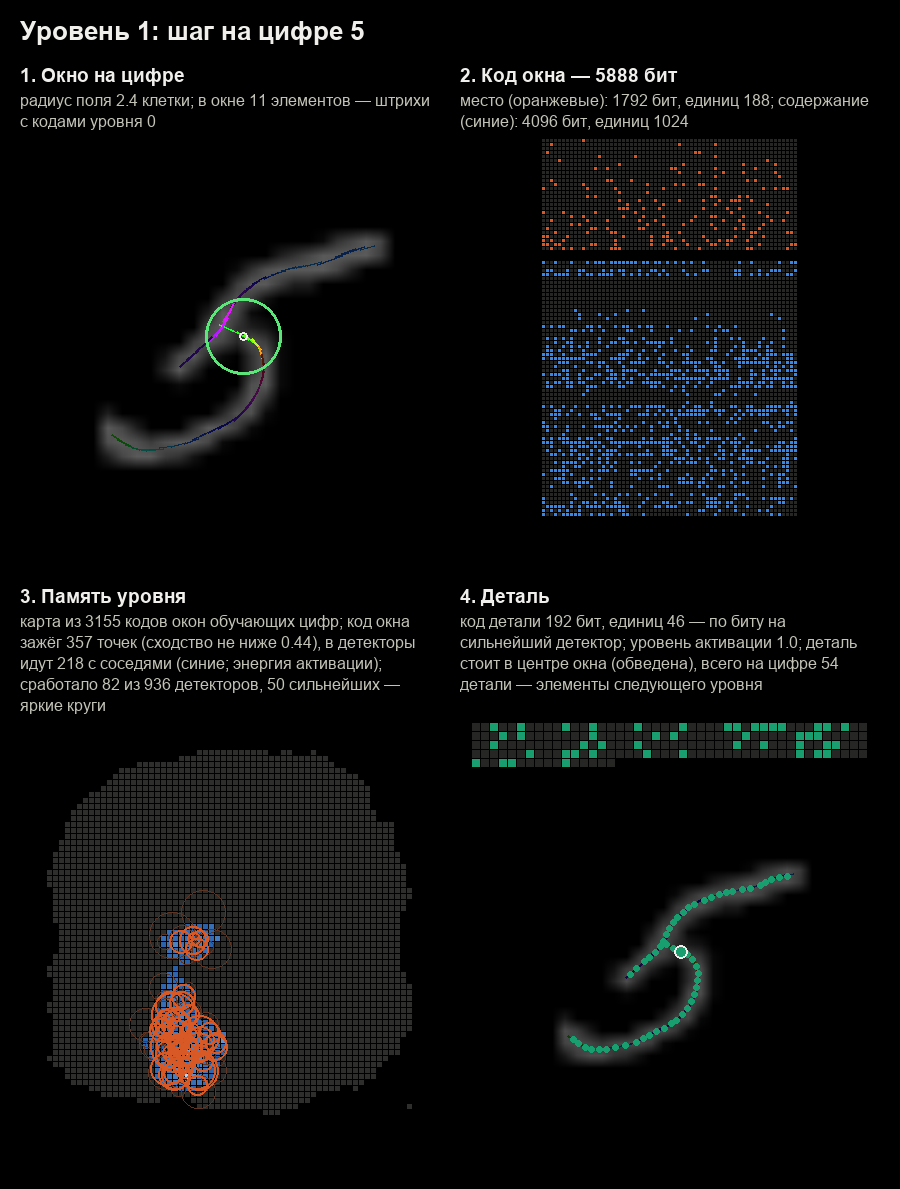 Уровень 1: шаг на цифре 5
1. Окно на цифре
радиус поля 2.4 клетки; в окне 11 элементов — штрихи
с кодами уровня 0
2. Код окна — 5888 бит
место (оранжевые): 1792 бит, единиц 188; содержание
(синие): 4096 бит, единиц 1024
3. Память уровня
карта из 3155 кодов окон обучающих цифр; код окна
зажёг 357 точек (сходство не ниже 0.44), в детекторы
идут 218 с соседями (синие; энергия активации);
сработало 82 из 936 детекторов, 50 сильнейших —
яркие круги
4. Деталь
код детали 192 бит, единиц 46 — по биту на
сильнейший детектор; уровень активации 1.0; деталь
стоит в центре окна (обведена), всего на цифре 54
детали — элементы следующего уровня